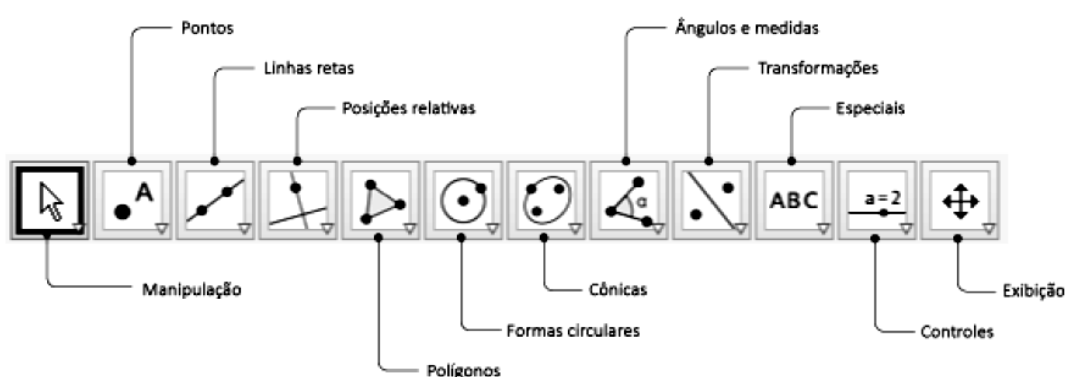 Pontos
Ângulos e medidas
Linhas retas
Transformações
Posições relativas
Especiais
A
α
ABC
a=2
Manipulação
Cônicas
Exibição
Formas circulares
Controles
Polígonos